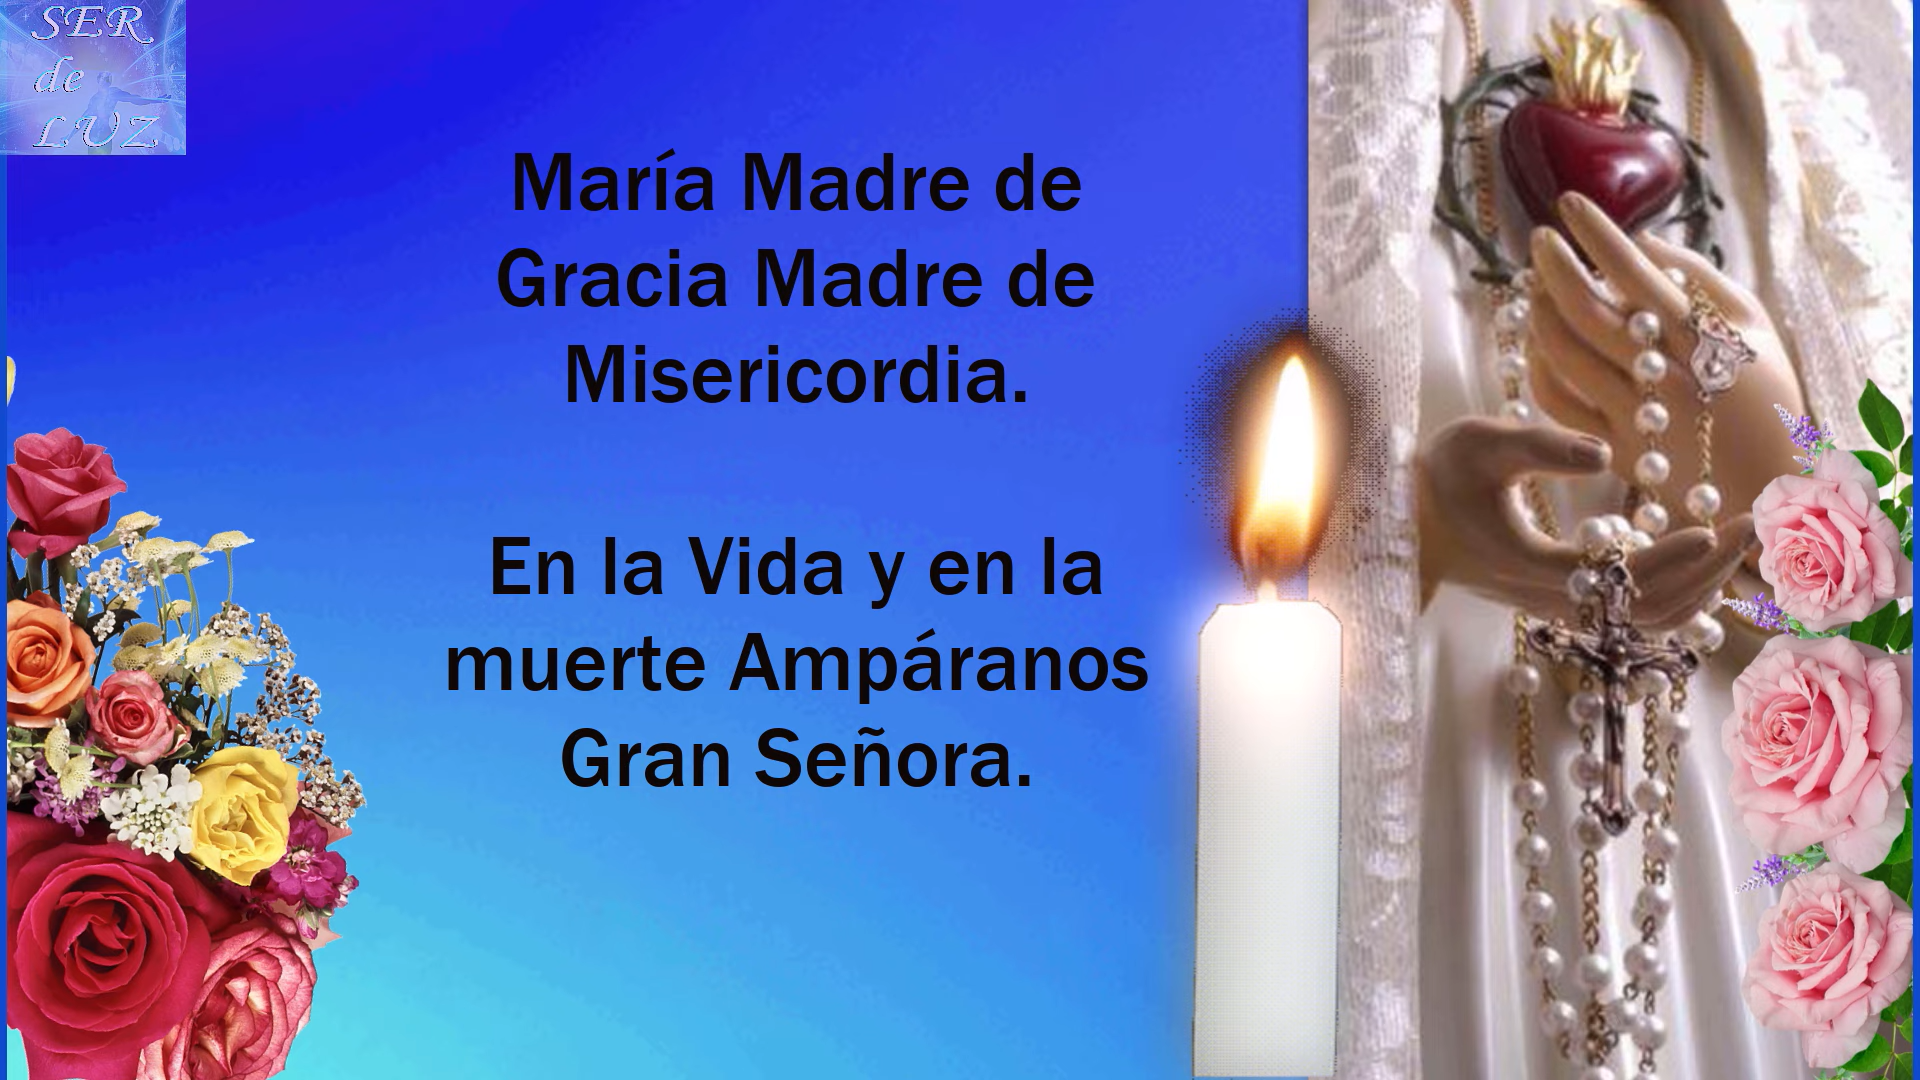 SER
de
LUZ
María Madre de
Gracia Madre de
Misericordia.
En la Vida y en la
muerte Ampáranos
Gran Señora.